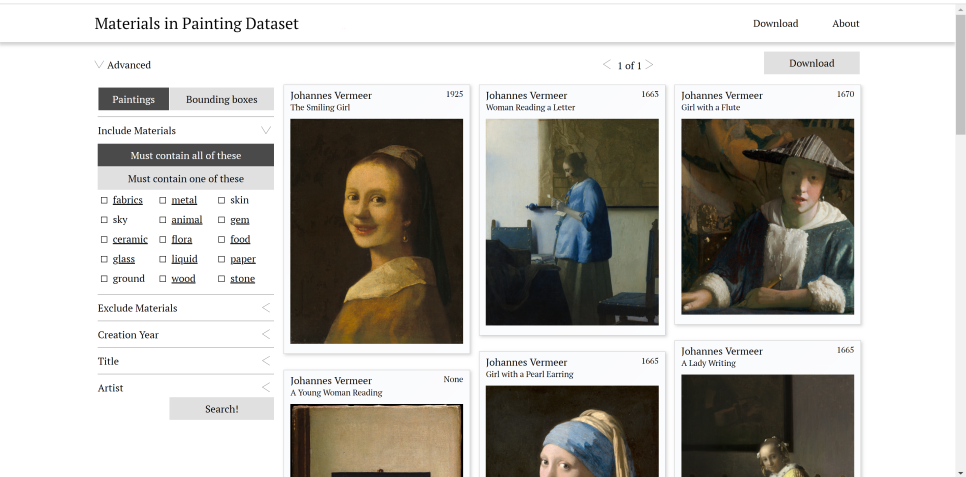 Materials in Painting Dataset
Download About
Advanced
1 of 1
Download
Paintings Bounding boxes
Include Materials
Must contain all of these
Must contain one of these
fabrics metal skin
sky animal gem
ceramic flora food
glass liquid paper
ground wood stone
Exclude Materials
Creation Year
Title
Artist
Search!
Johannes Vermeer 1925
The Smiling Girl
Johannes Vermeer 1663
Woman Reading a Letter
Johannes Vermeer 1670
Girl with a Flute
Johannes Vermeer None
A Young Woman Reading
Johannes Vermeer 1665
Girl with a Pearl Earring
Johannes Vermeer 1665
A Lady Writing